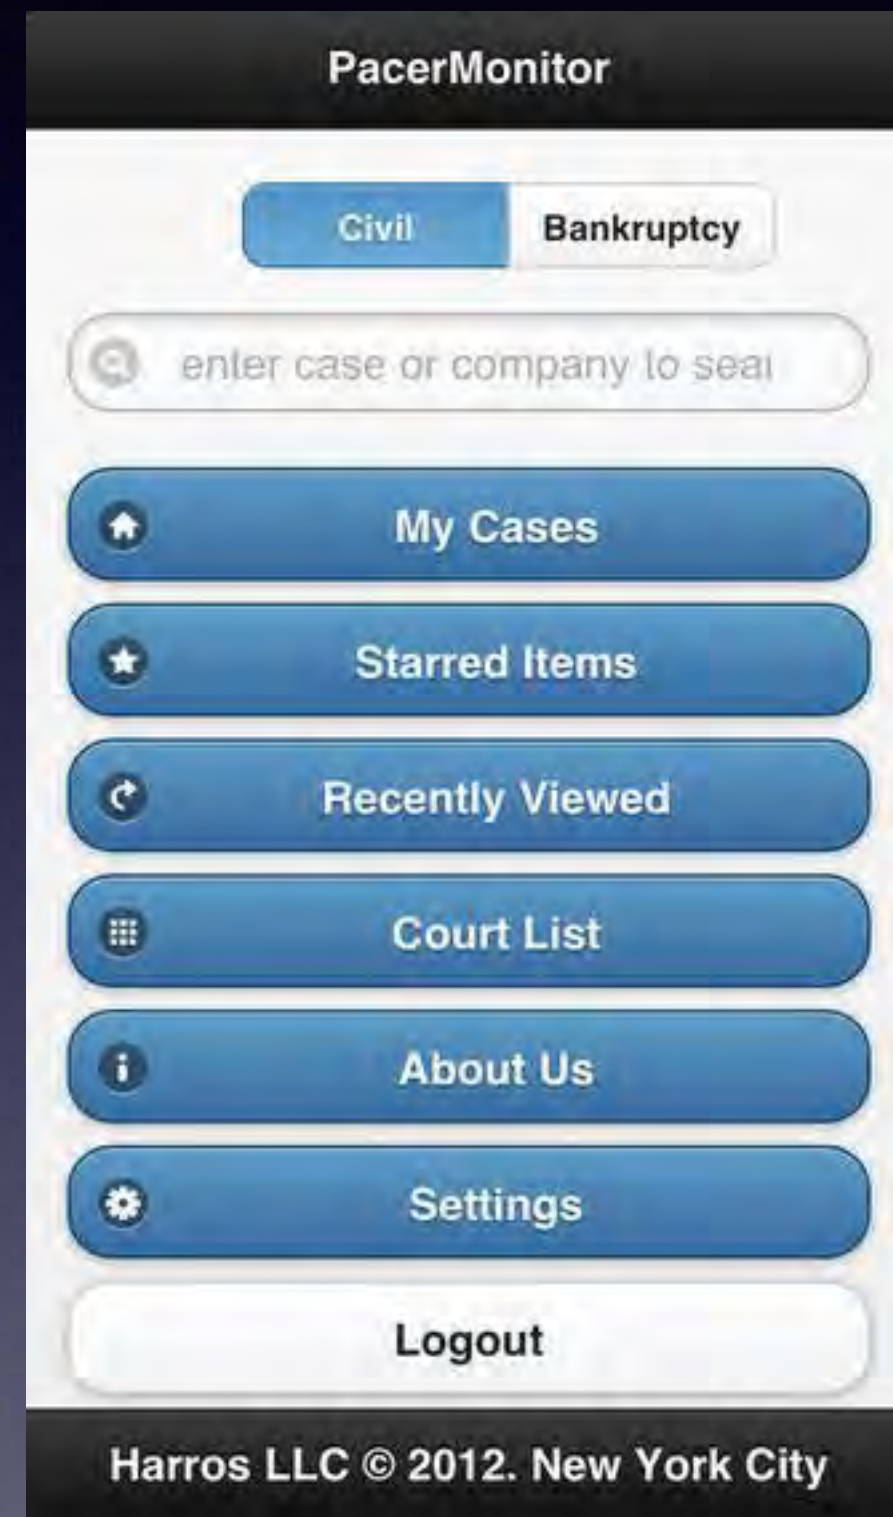 PacerMonitor
Civil Bankruptcy
enter case or company to sear
My Cases
Starred Items
Recently Viewed
Court List
About Us
Settings
Logout
Harros LLC © 2012. New York City